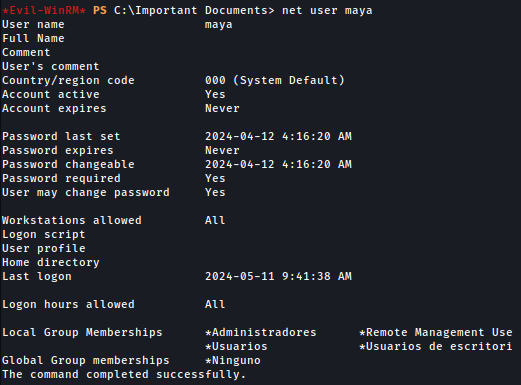 *Evil-WinRM* PS C:\Important Documents> net user maya
User name                    maya
Full Name
Comment
User's comment
Country/region code          000 (System Default)
Account active               Yes
Account expires              Never

Password last set            2024-04-12 4:16:20 AM
Password expires             Never
Password changeable          2024-04-12 4:16:20 AM
Password required            Yes
User may change password     Yes

Workstations allowed         All
Logon script
User profile
Home directory
Last logon                   2024-05-11 9:41:38 AM

Logon hours allowed          All

Local Group Memberships      *Administradores      *Remote Management Use
                             *Usuarios             *Usuarios de escritori
Global Group memberships     *Ninguno
The command completed successfully.